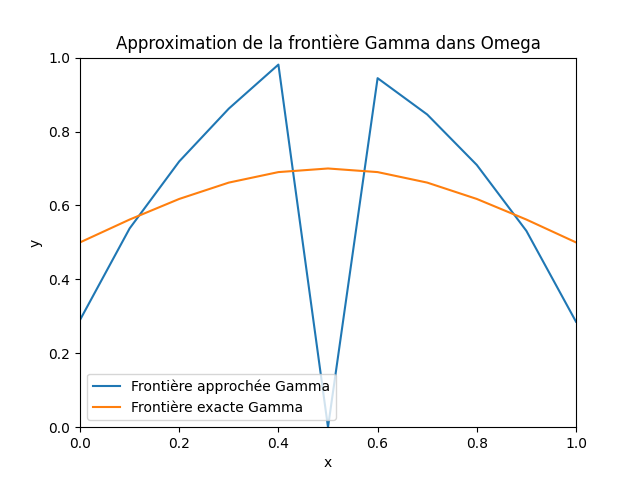 Approximation de la frontière Gamma dans Omega
1.0
0.8
0.6
0.4
0.2
0.0
y
Frontière approchée Gamma
Frontière exacte Gamma
0.0 0.2 0.4 0.6 0.8 1.0
x